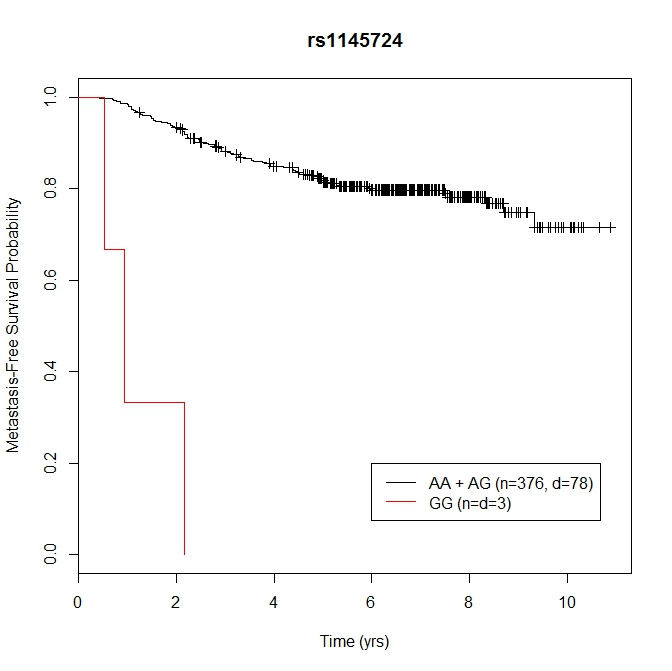 rs1145724
Metastasis-Free Survival Probability
1.0
0.8
0.6
0.4
0.2
0.0
AA + AG (n=376, d=78)
GG (n=d=3)
0 2 4 6 8 10
Time (yrs)